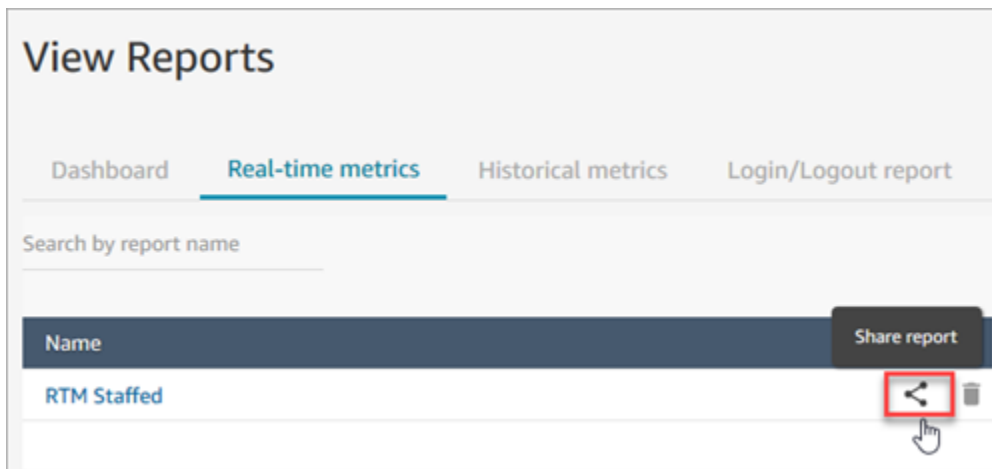 View Reports
Dashboard Real-time metrics Historical metrics Login/Logout report
Search by report name
Name Share report
RTM Staffed